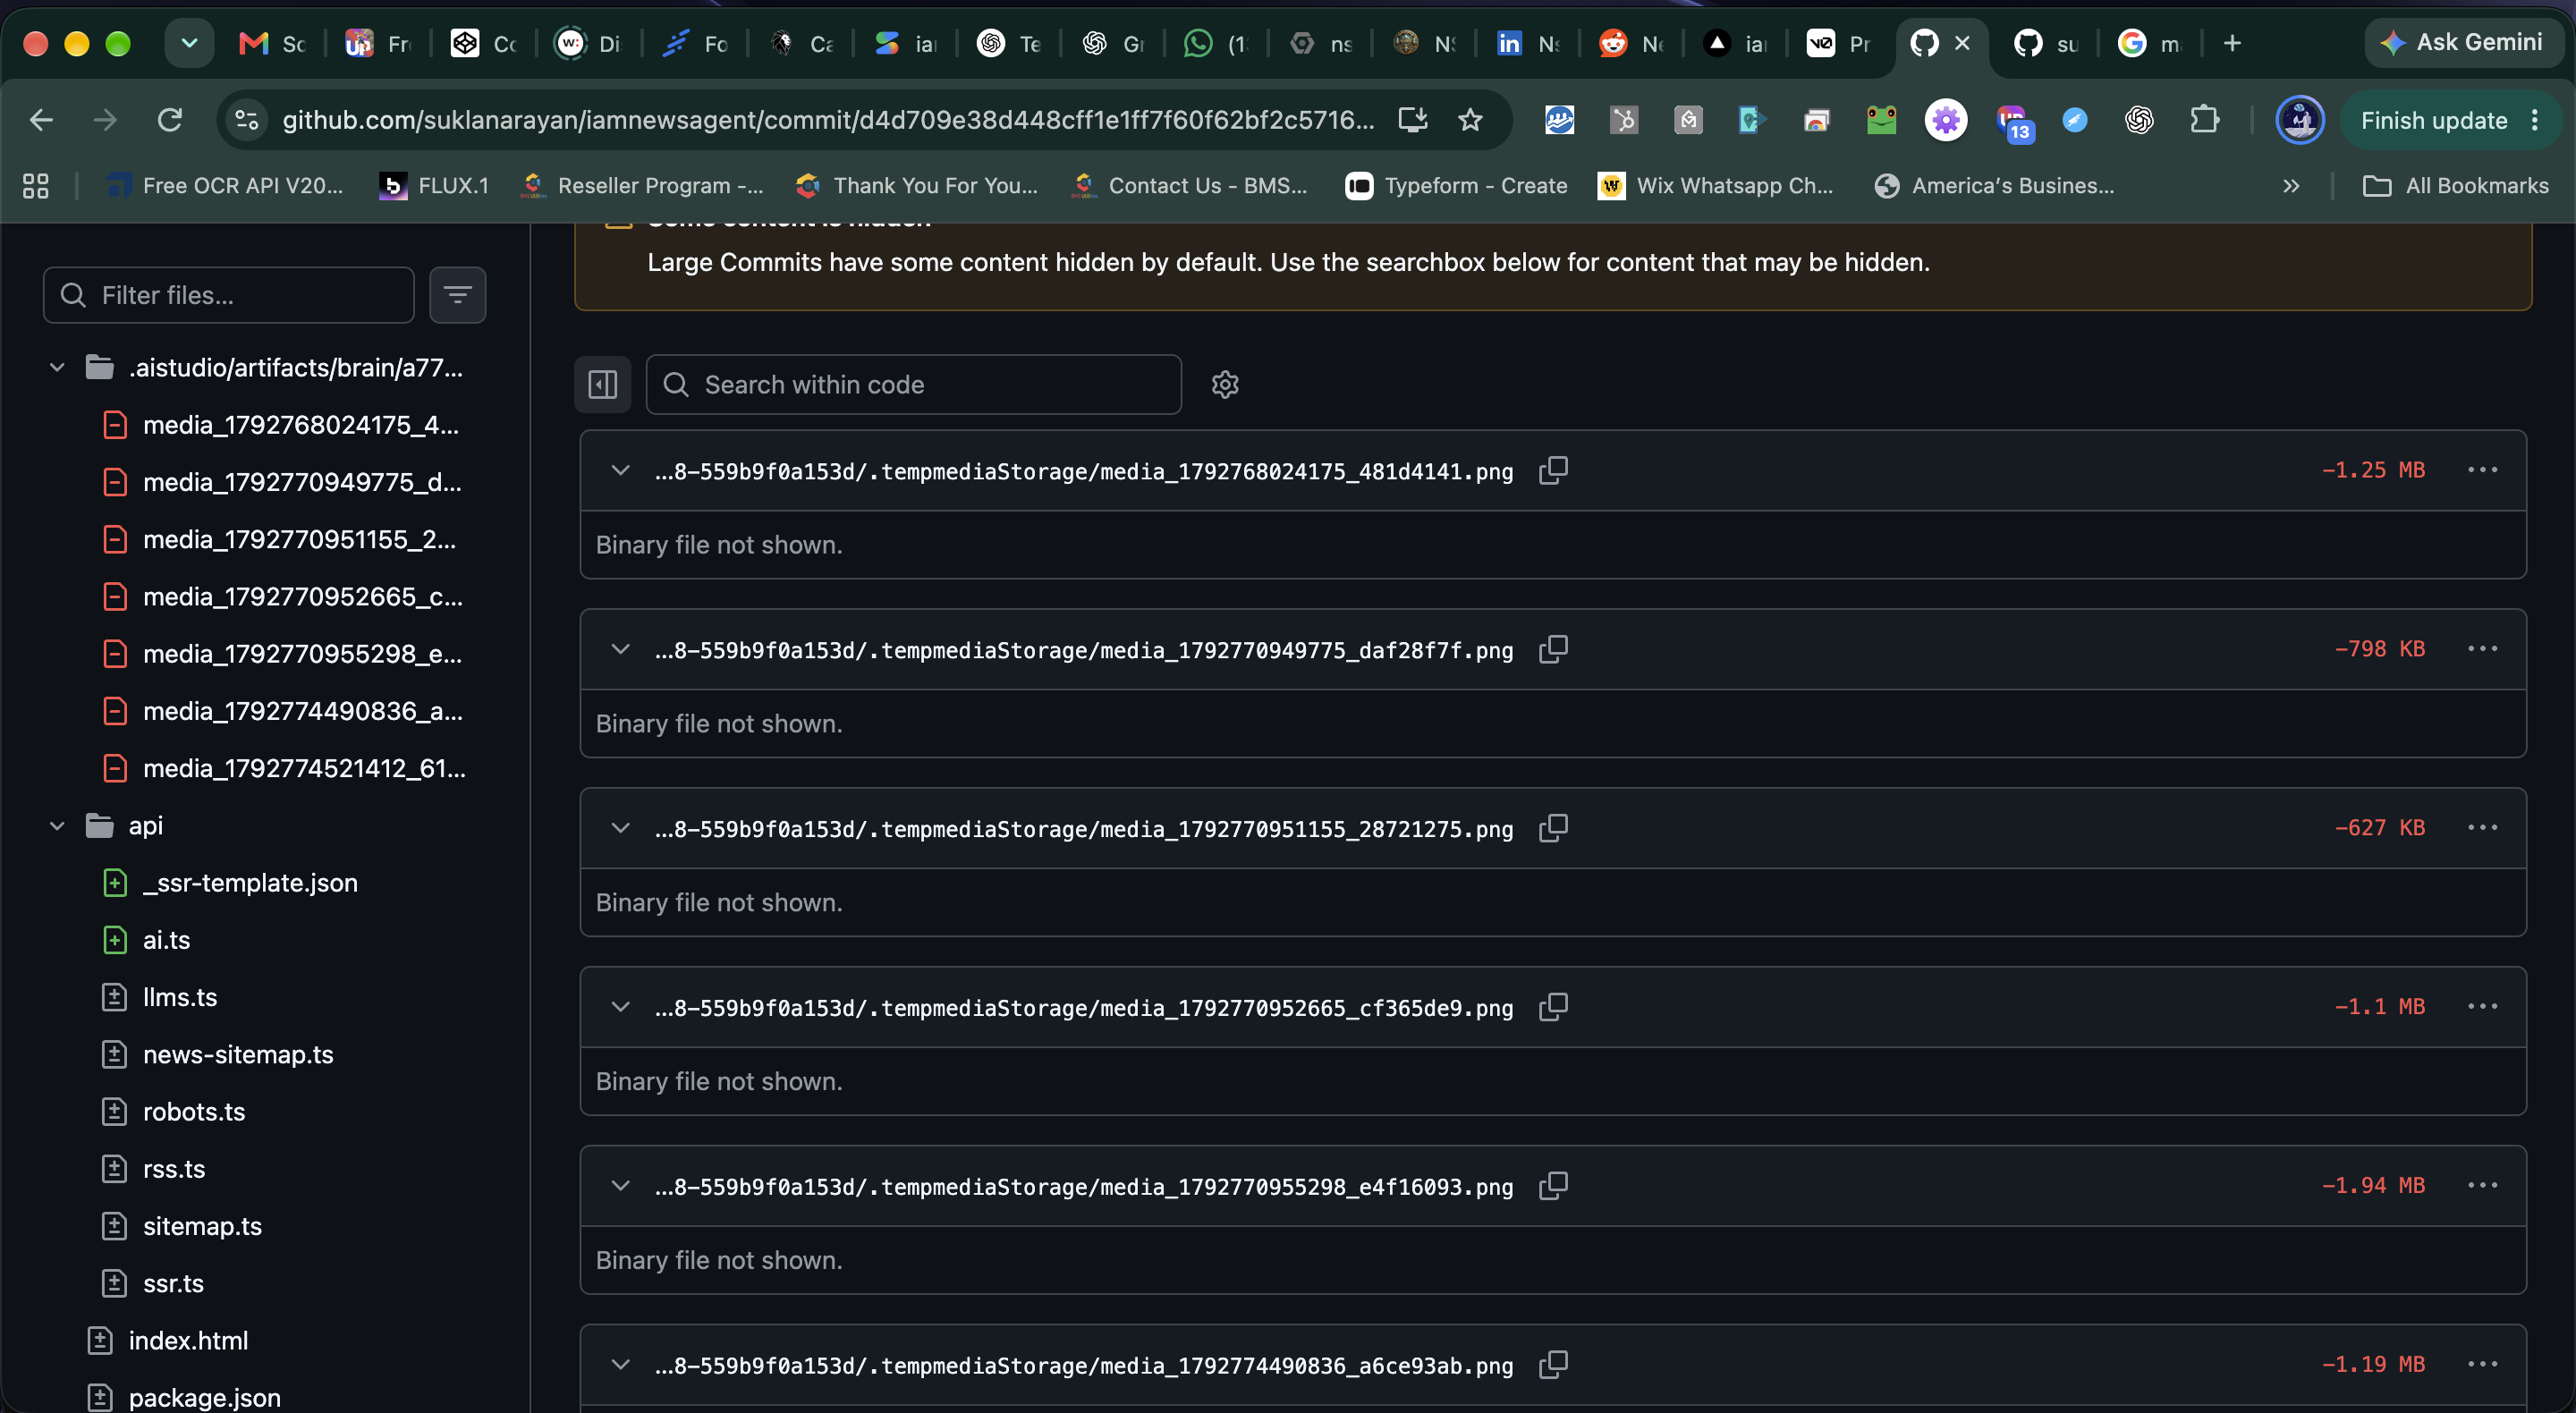 Sc
Fr
Co
Di
Fo
Ca
iar
Te
Gr
(1
ns
NS
Ns
Ne
iar
v0 Pr
su
m
Ask Gemini
github.com/suklanarayan/iamnewsagent/commit/d4d709e38d448cff1e1ff7f60f62bf2c5716...
13
Finish update
Free OCR API V20...
FLUX.1
Reseller Program -...
Thank You For You...
Contact Us - BMS...
Typeform - Create
Wix Whatsapp Ch...
America's Busines...
All Bookmarks
Large Commits have some content hidden by default. Use the searchbox below for content that may be hidden.
Filter files...
.aistudio/artifacts/brain/a77...
media_1792768024175_4...
media_1792770949775_d...
media_1792770951155_2...
media_1792770952665_c...
media_1792770955298_e...
media_1792774490836_a...
media_1792774521412_61...
api
_ssr-template.json
ai.ts
llms.ts
news-sitemap.ts
robots.ts
rss.ts
sitemap.ts
ssr.ts
index.html
package.json
Search within code
...8-559b9f0a153d/.tempmediaStorage/media_1792768024175_481d4141.png −1.25 MB
Binary file not shown.
...8-559b9f0a153d/.tempmediaStorage/media_1792770949775_daf28f7f.png −798 KB
Binary file not shown.
...8-559b9f0a153d/.tempmediaStorage/media_1792770951155_28721275.png −627 KB
Binary file not shown.
...8-559b9f0a153d/.tempmediaStorage/media_1792770952665_cf365de9.png −1.1 MB
Binary file not shown.
...8-559b9f0a153d/.tempmediaStorage/media_1792770955298_e4f16093.png −1.94 MB
Binary file not shown.
...8-559b9f0a153d/.tempmediaStorage/media_1792774490836_a6ce93ab.png −1.19 MB